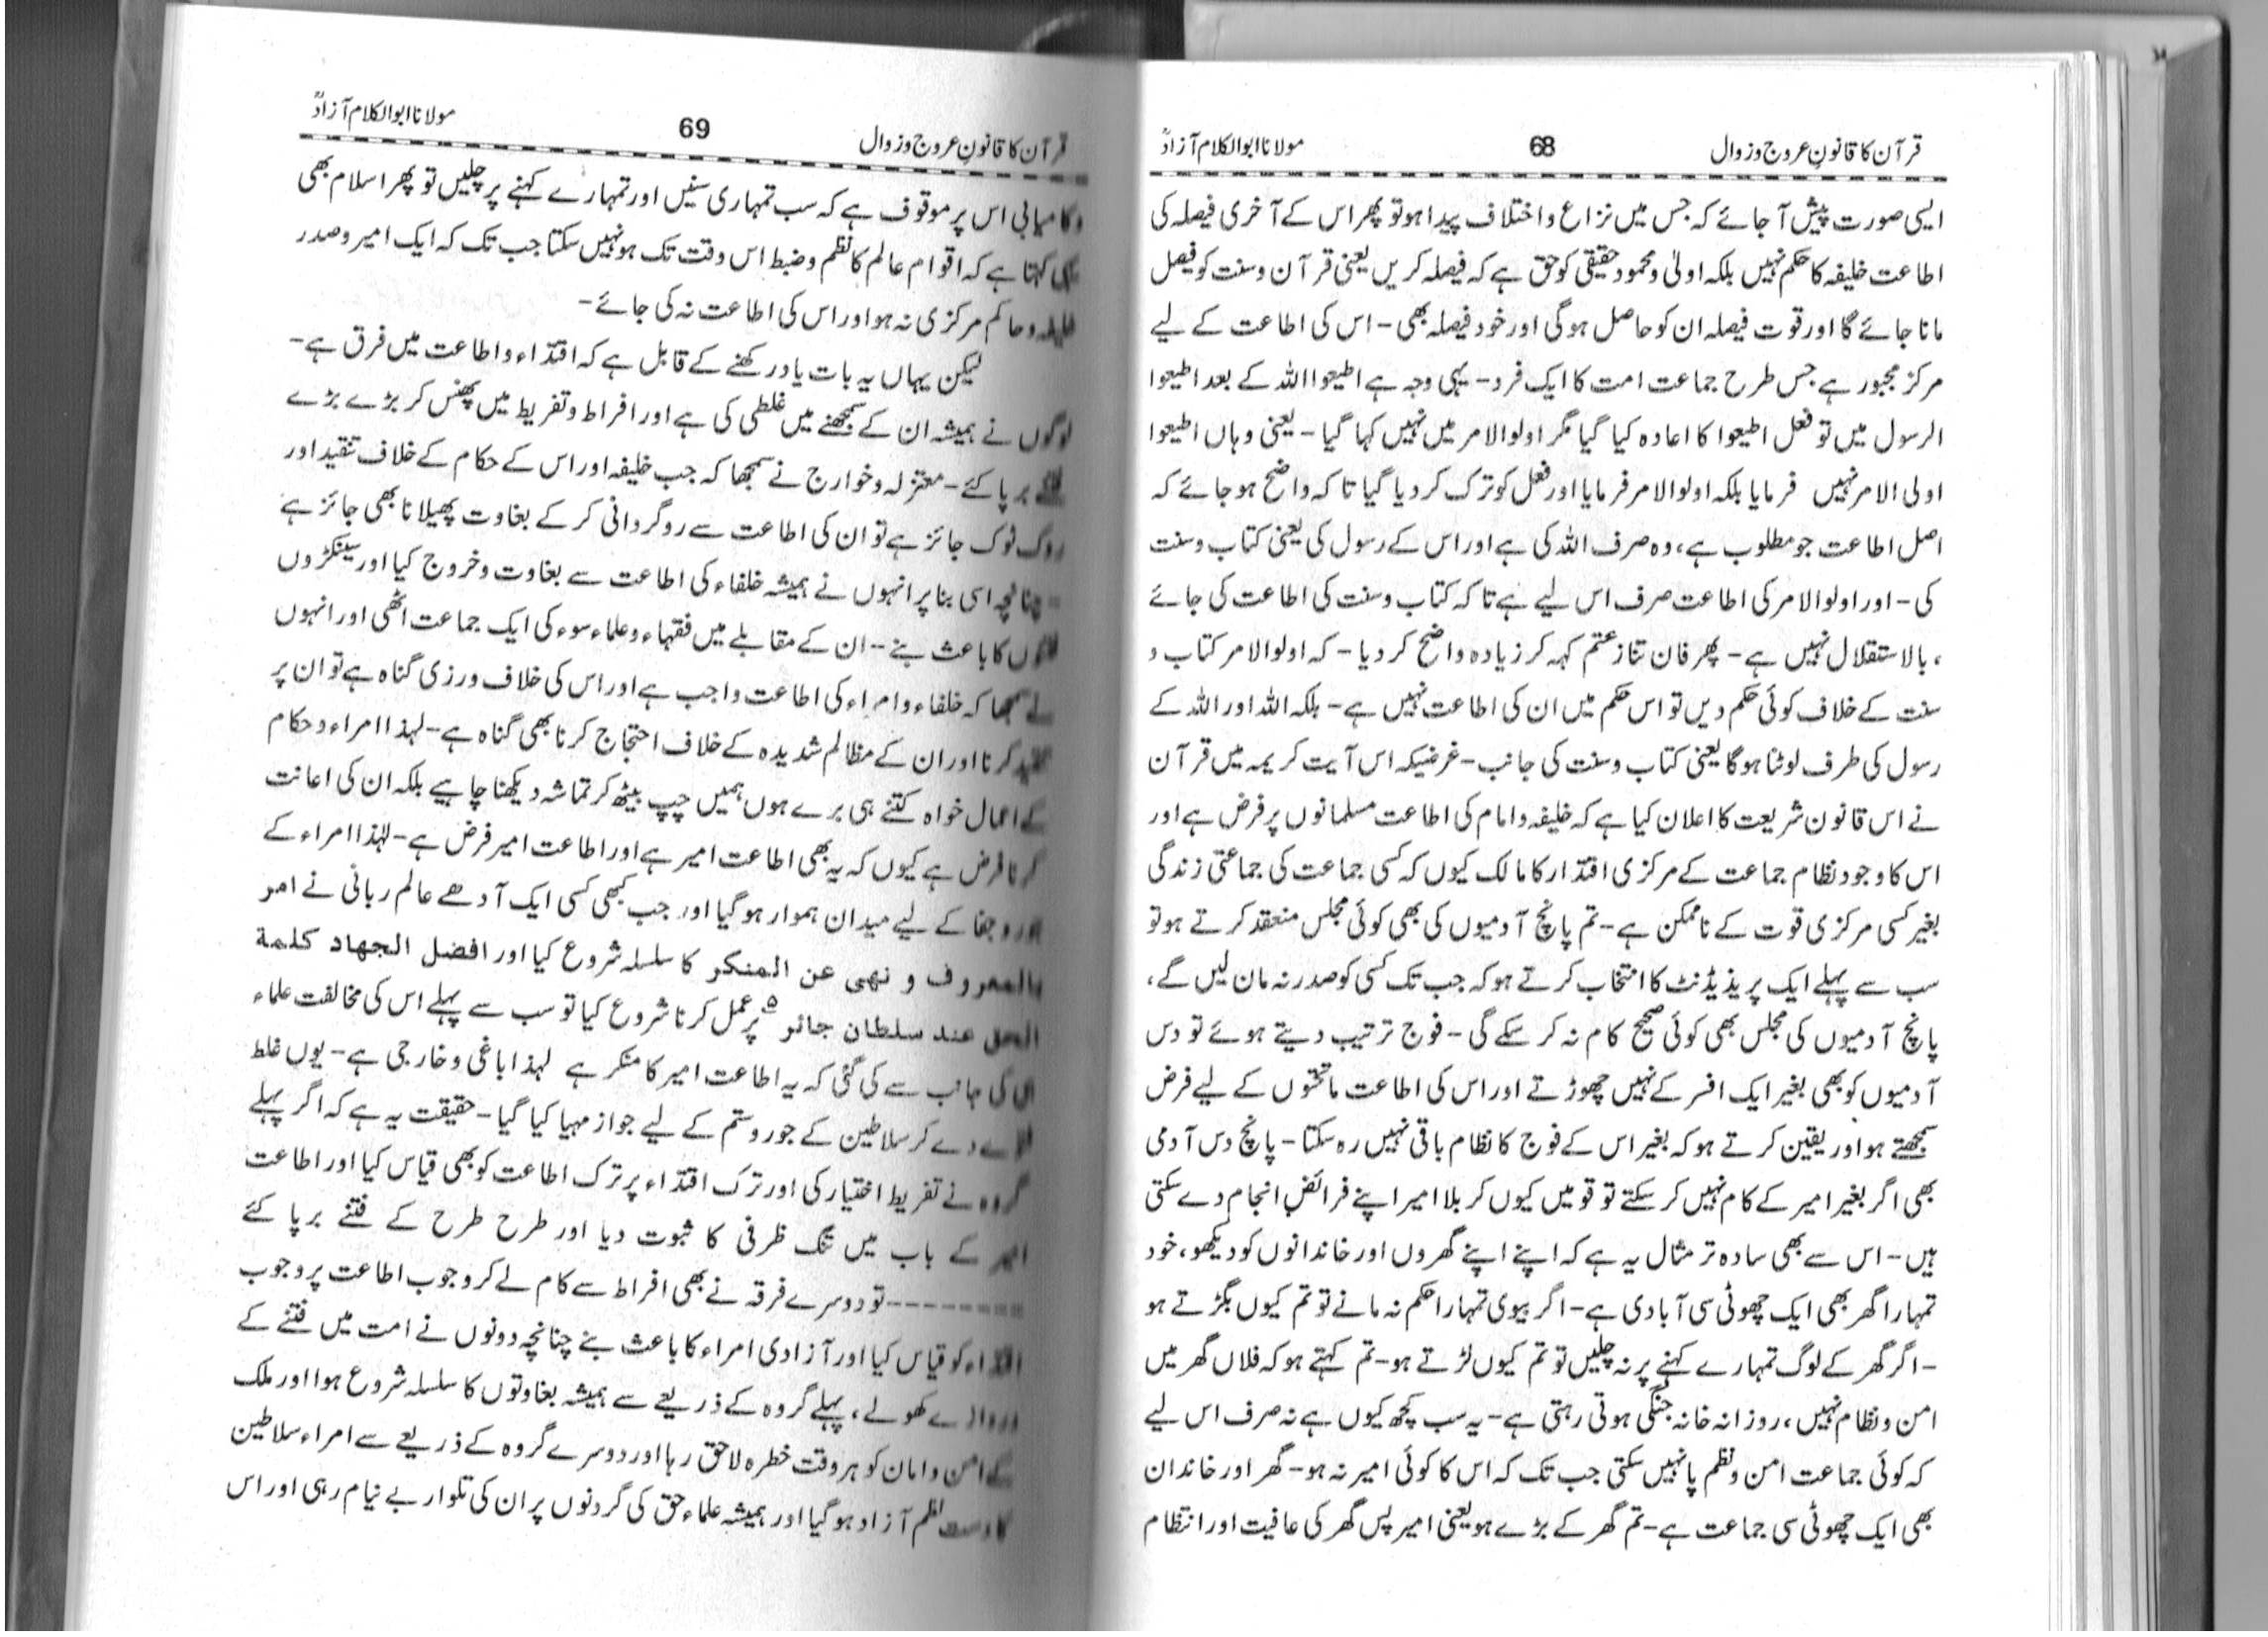 قرآن کا قانونِ عروج و زوال 68 مولانا ابوالکلام آزادؒ
ایسی صورت پیش آ جائے کہ جس میں نزاع و اختلاف پیدا ہو تو پھر اس کے آخری فیصلہ کی
اطاعت خلیفہ کا حکم نہیں بلکہ اولیٰ و محمود حقیقی کو حق ہے کہ فیصلہ کریں یعنی قرآن و سنت کو فیصل
مانا جائے گا اور قوت فیصلہ ان کو حاصل ہوگی اور خود فیصلہ بھی - اس کی اطاعت کے لیے
مرکز مجبور ہے جس طرح جماعت امت کا ایک فرد - یہی وجہ ہے اطیعوا اللہ کے بعد اطیعوا
الرسول میں تو فعل اطیعوا کا اعادہ کیا گیا مگر اولوالامر میں نہیں کہا گیا - یعنی وہاں اطیعوا
اولی الامر نہیں فرمایا بلکہ اولوالامر فرمایا اور فعل کو ترک کر دیا گیا تاکہ واضح ہو جائے کہ
اصل اطاعت جو مطلوب ہے، وہ صرف اللہ کی ہے اور اس کے رسول کی یعنی کتاب و سنت
کی - اور اولوالامر کی اطاعت صرف اس لیے ہے تاکہ کتاب و سنت کی اطاعت کی جائے
، بالاستقلال نہیں ہے - پھر فان تنازعتم کہہ کر زیادہ واضح کر دیا - کہ اولوالامر کتاب و
سنت کے خلاف کوئی حکم دیں تو اس حکم میں ان کی اطاعت نہیں ہے - بلکہ اللہ اور اللہ کے
رسول کی طرف لوٹنا ہوگا یعنی کتاب و سنت کی جانب - غرضیکہ اس آیت کریمہ میں قرآن
نے اس قانون شریعت کا اعلان کیا ہے کہ خلیفہ و امام کی اطاعت مسلمانوں پر فرض ہے اور
اس کا وجود نظام جماعت کے مرکزی اقتدار کا مالک کیوں کہ کسی جماعت کی جماعتی زندگی
بغیر کسی مرکزی قوت کے ناممکن ہے - تم پانچ آدمیوں کی بھی کوئی مجلس منعقد کرتے ہو تو
سب سے پہلے ایک پریذیڈنٹ کا انتخاب کرتے ہو کہ جب تک کسی کو صدر نہ مان لیں گے،
پانچ آدمیوں کی مجلس بھی کوئی صحیح کام نہ کر سکے گی - فوج ترتیب دیتے ہوئے تو دس
آدمیوں کو بھی بغیر ایک افسر کے نہیں چھوڑتے اور اس کی اطاعت ماتحتوں کے لیے فرض
سمجھتے ہو اور یقین کرتے ہو کہ بغیر اس کے فوج کا نظام باقی نہیں رہ سکتا - پانچ دس آدمی
بھی اگر بغیر امیر کے کام نہیں کر سکتے تو قومیں کیوں کر بلا امیر اپنے فرائض انجام دے سکتی
ہیں - اس سے بھی سادہ تر مثال یہ ہے کہ اپنے اپنے گھروں اور خاندانوں کو دیکھو، خود
تمہارا گھر بھی ایک چھوٹی سی آبادی ہے - اگر بیوی تمہارا حکم نہ مانے تو تم کیوں بگڑتے ہو
- اگر گھر کے لوگ تمہارے کہنے پر نہ چلیں تو تم کیوں لڑتے ہو - تم کہتے ہو کہ فلاں گھر میں
امن و نظام نہیں، روزانہ خانہ جنگی ہوتی رہتی ہے - یہ سب کچھ کیوں ہے نہ صرف اس لیے
کہ کوئی جماعت امن و نظم پا نہیں سکتی جب تک کہ اس کا کوئی امیر نہ ہو - گھر اور خاندان
بھی ایک چھوٹی سی جماعت ہے - تم گھر کے بڑے ہو یعنی امیر پس گھر کی عافیت اور انتظام
قرآن کا قانونِ عروج و زوال 69 مولانا ابوالکلام آزادؒ
و کامیابی اس پر موقوف ہے کہ سب تمہاری سنیں اور تمہارے کہنے پر چلیں تو پھر اسلام بھی
یہی کہتا ہے کہ اقوام عالم کا نظم و ضبط اس وقت تک ہو نہیں سکتا جب تک کہ ایک امیر و صدر
خلیفہ و حاکم مرکزی نہ ہو اور اس کی اطاعت نہ کی جائے -
لیکن یہاں یہ بات یاد رکھنے کے قابل ہے کہ اقتداء و اطاعت میں فرق ہے -
لوگوں نے ہمیشہ ان کے سمجھنے میں غلطی کی ہے اور افراط و تفریط میں پھنس کر بڑے بڑے
فتنے برپا کئے - معتزلہ و خوارج نے سمجھا کہ جب خلیفہ اور اس کے حکام کے خلاف تنقید اور
روک ٹوک جائز ہے تو ان کی اطاعت سے روگردانی کر کے بغاوت پھیلانا بھی جائز ہے
- چنانچہ اسی بنا پر انہوں نے ہمیشہ خلفاء کی اطاعت سے بغاوت و خروج کیا اور سینکڑوں
فتنوں کا باعث بنے - ان کے مقابلے میں فقہاء و علماء سوء کی ایک جماعت اٹھی اور انہوں
نے سمجھا کہ خلفاء و امراء کی اطاعت واجب ہے اور اس کی خلاف ورزی گناہ ہے تو ان پر
تنقید کرنا اور ان کے مظالم شدیدہ کے خلاف احتجاج کرنا بھی گناہ ہے - لہذا امراء و حکام
کے اعمال خواہ کتنے ہی برے ہوں ہمیں چپ بیٹھ کر تماشہ دیکھنا چاہیے بلکہ ان کی اعانت
کرنا فرض ہے کیوں کہ یہ بھی اطاعت امیر ہے اور اطاعت امیر فرض ہے - لہٰذا امراء کے
جور و جفا کے لیے میدان ہموار ہو گیا اور جب کبھی کسی ایک آدھے عالم ربانی نے امر
بالمعروف و نھی عن المنکر کا سلسلہ شروع کیا اور افضل الجھاد کلمة
الحق عند سلطان جائر ۵ پر عمل کرنا شروع کیا تو سب سے پہلے اس کی مخالفت علماء
ہی کی جانب سے کی گئی کہ یہ اطاعت امیر کا منکر ہے لہذا باغی و خارجی ہے - یوں غلط
فتوے دے کر سلاطین کے جور و ستم کے لیے جواز مہیا کیا گیا - حقیقت یہ ہے کہ اگر پہلے
گروہ نے تفریط اختیار کی اور ترک اقتداء پر ترک اطاعت کو بھی قیاس کیا اور اطاعت
امیر کے باب میں تنگ ظرفی کا ثبوت دیا اور طرح طرح کے فتنے برپا کئے
--------- تو دوسرے فرقہ نے بھی افراط سے کام لے کر وجوب اطاعت پر وجوب
اقتداء کو قیاس کیا اور آزادی امراء کا باعث بنے چنانچہ دونوں نے امت میں فتنے کے
دروازے کھولے، پہلے گروہ کے ذریعے سے ہمیشہ بغاوتوں کا سلسلہ شروع ہوا اور ملک
کے امن و امان کو ہر وقت خطرہ لاحق رہا اور دوسرے گروہ کے ذریعے سے امراء سلاطین
کا دست ظلم آزاد ہو گیا اور ہمیشہ علماء حق کی گردنوں پر ان کی تلوار بے نیام رہی اور اس